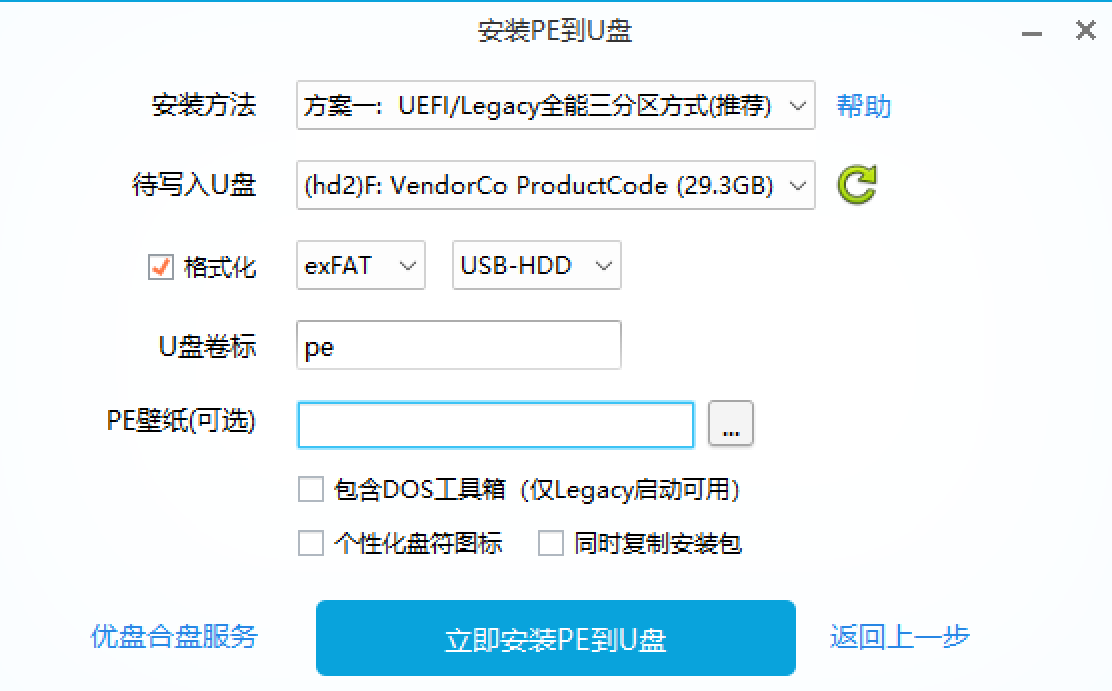 安装PE到U盘
安装方法 方案一：UEFI/Legacy全能三分区方式(推荐) 帮助
待写入U盘 (hd2)F: VendorCo ProductCode (29.3GB)
格式化 exFAT USB-HDD
U盘卷标 pe
PE壁纸(可选) ...
包含DOS工具箱（仅Legacy启动可用）
个性化盘符图标 同时复制安装包
优盘合盘服务 立即安装PE到U盘 返回上一步